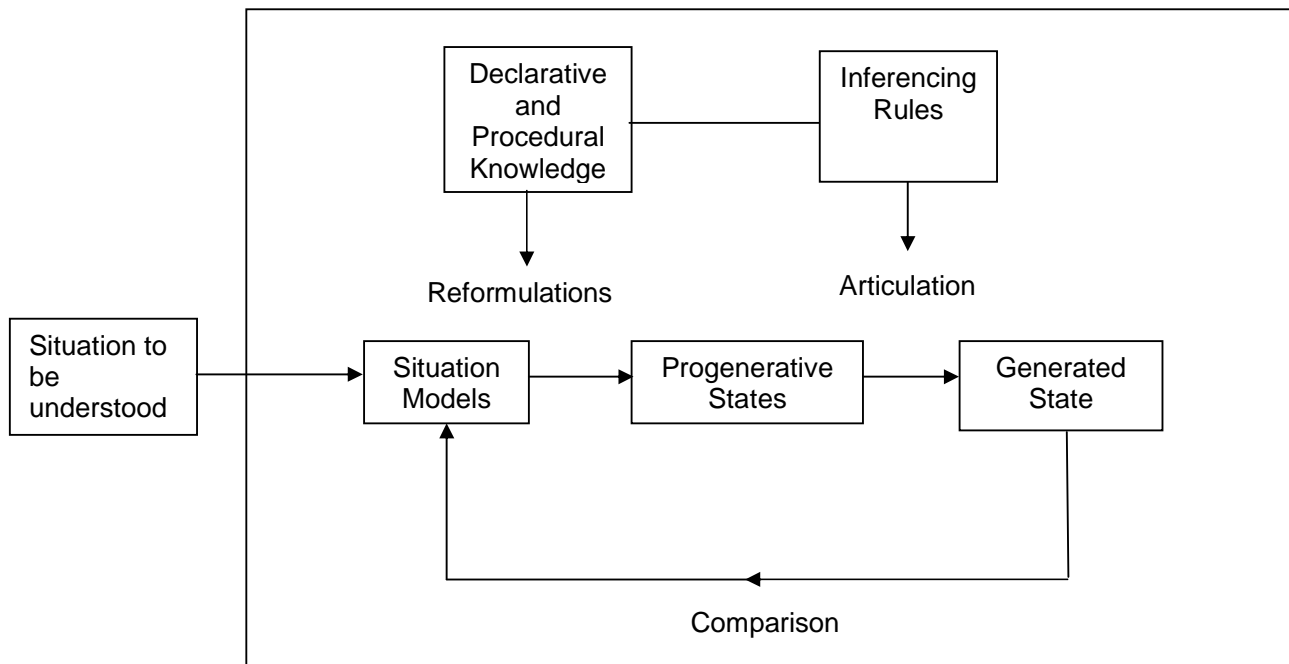 Declarative
and
Procedural
Knowledge
Inferencing
Rules
Reformulations
Articulation
Situation to
be
understood
Situation
Models
Progenerative
States
Generated
State
Comparison